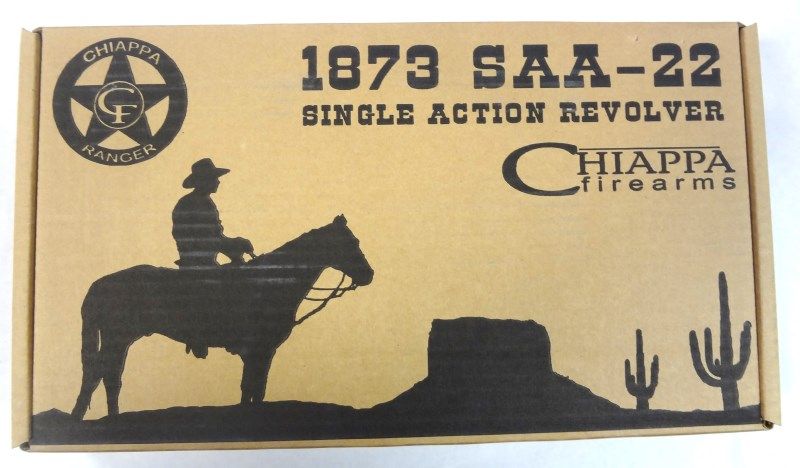 CHIAPPA
CF
RANGER
1873 SAA-22
SINGLE ACTION REVOLVER
CHIAPPA
firearms